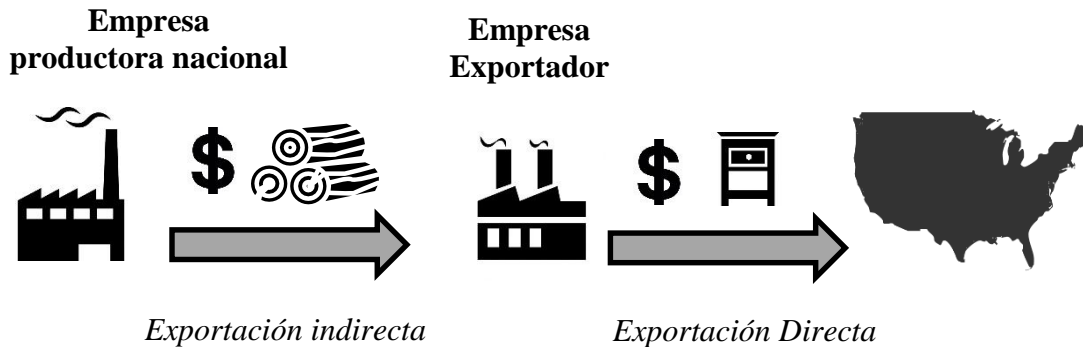 Empresa
productora nacional
Empresa
Exportador
$
$
Exportación indirecta
Exportación Directa